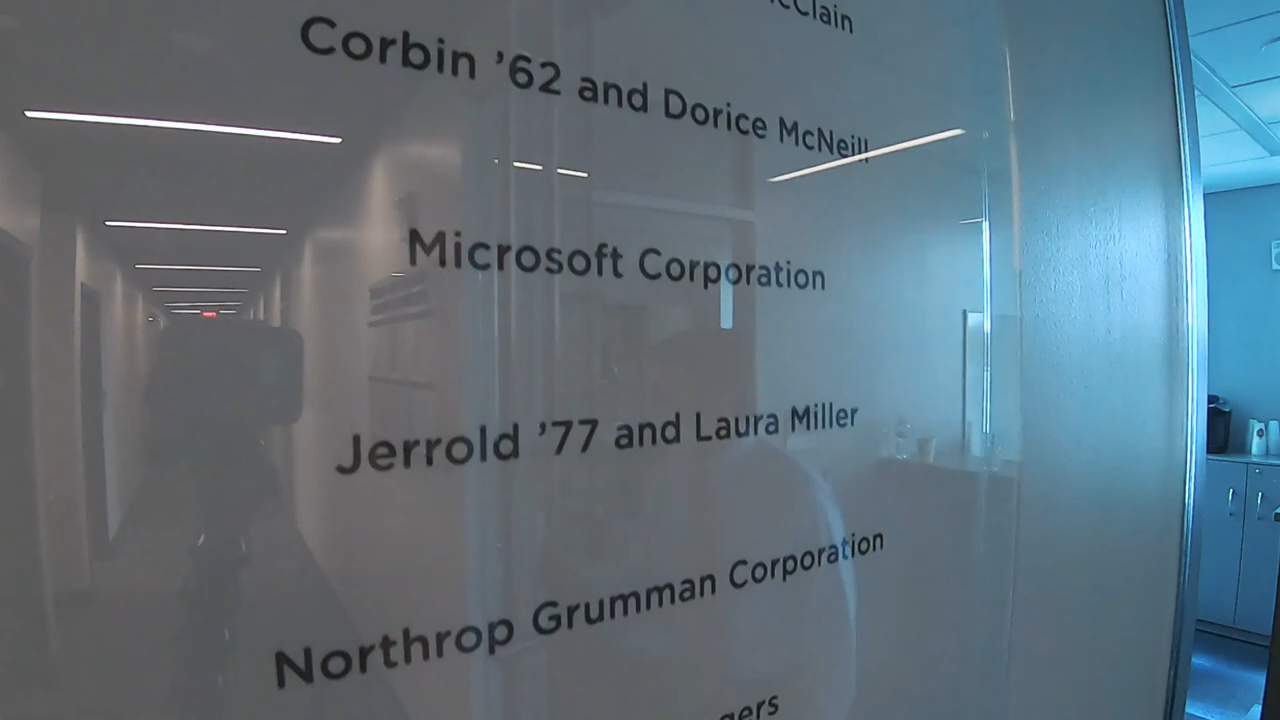 Corbin ’62 and Dorice McNeill
Microsoft Corporation
Jerrold ’77 and Laura Miller
Northrop Grumman Corporation